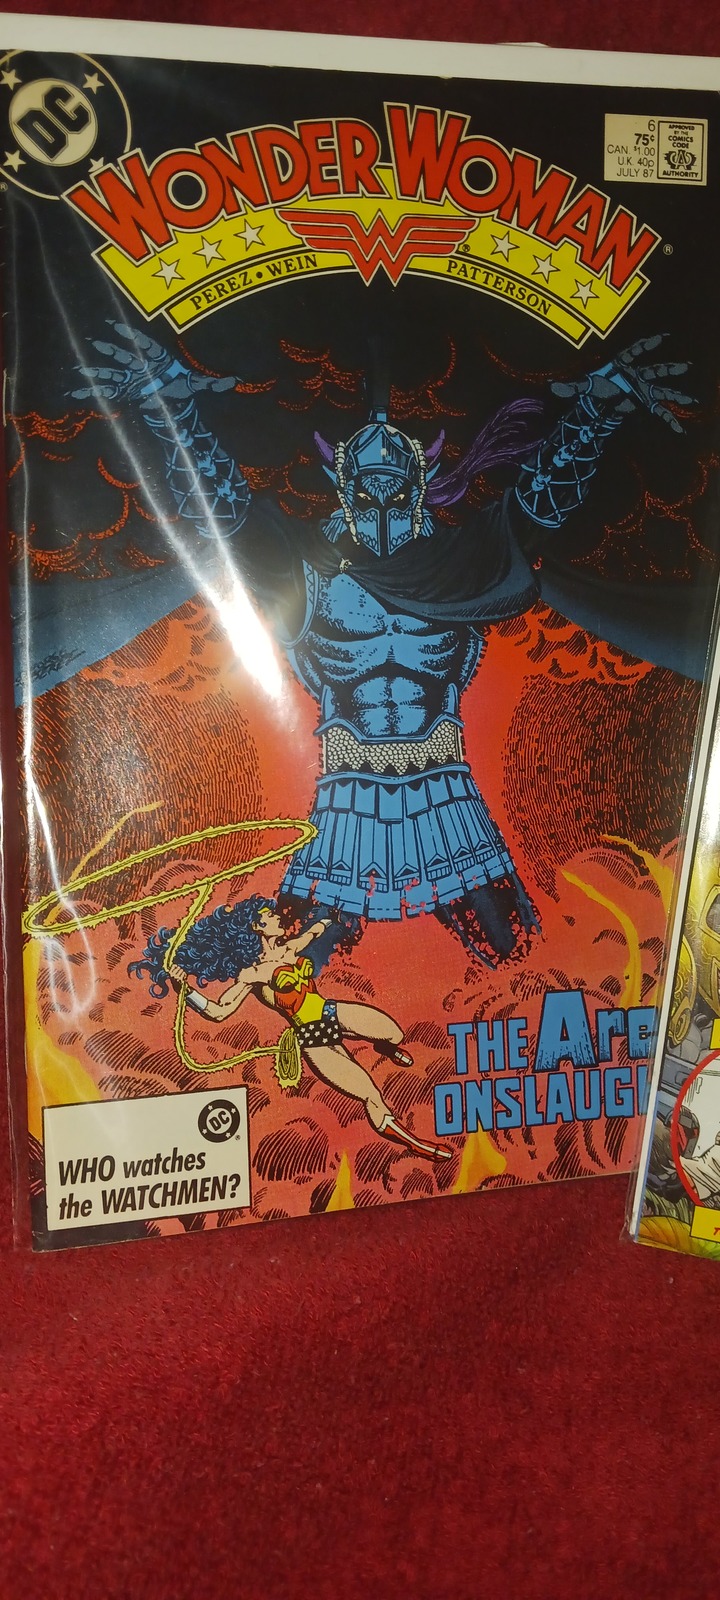 DC
WONDER WOMAN
PEREZ • WEIN
PATTERSON
6
75¢
CAN. $1.00
U.K. 40p
JULY 87
APPROVED
BY THE
COMICS
CODE
AUTHORITY
THE Are
ONSLAUG
DC
WHO watches
the WATCHMEN?